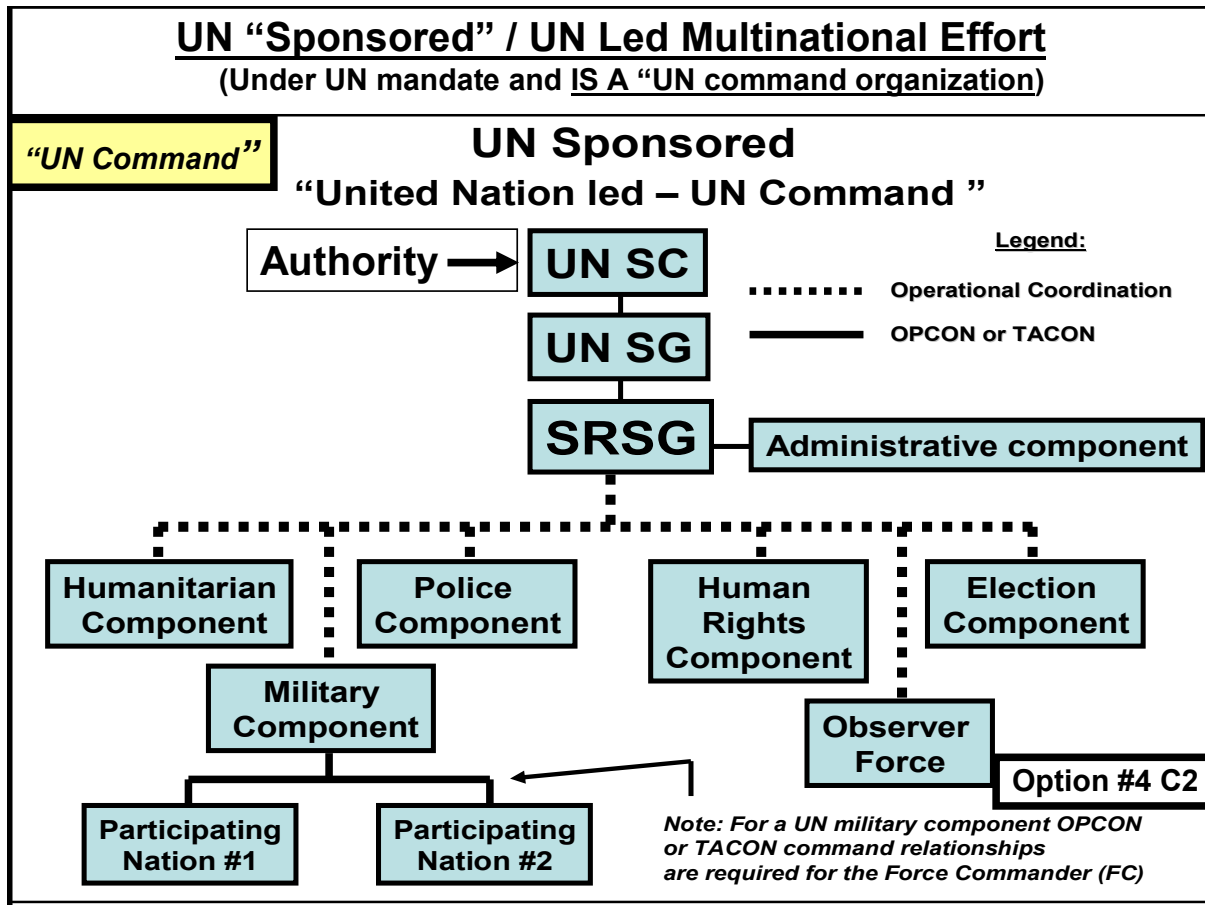 UN “Sponsored” / UN Led Multinational Effort
(Under UN mandate and IS A “UN command organization)
“UN Command”
UN Sponsored
“United Nation led – UN Command ”
Authority
UN SC
Legend:
Operational Coordination
OPCON or TACON
UN SG
SRSG
Administrative component
Humanitarian
Component
Police
Component
Human
Rights
Component
Election
Component
Military
Component
Observer
Force
Option #4 C2
Participating
Nation #1
Participating
Nation #2
Note: For a UN military component OPCON
or TACON command relationships
are required for the Force Commander (FC)